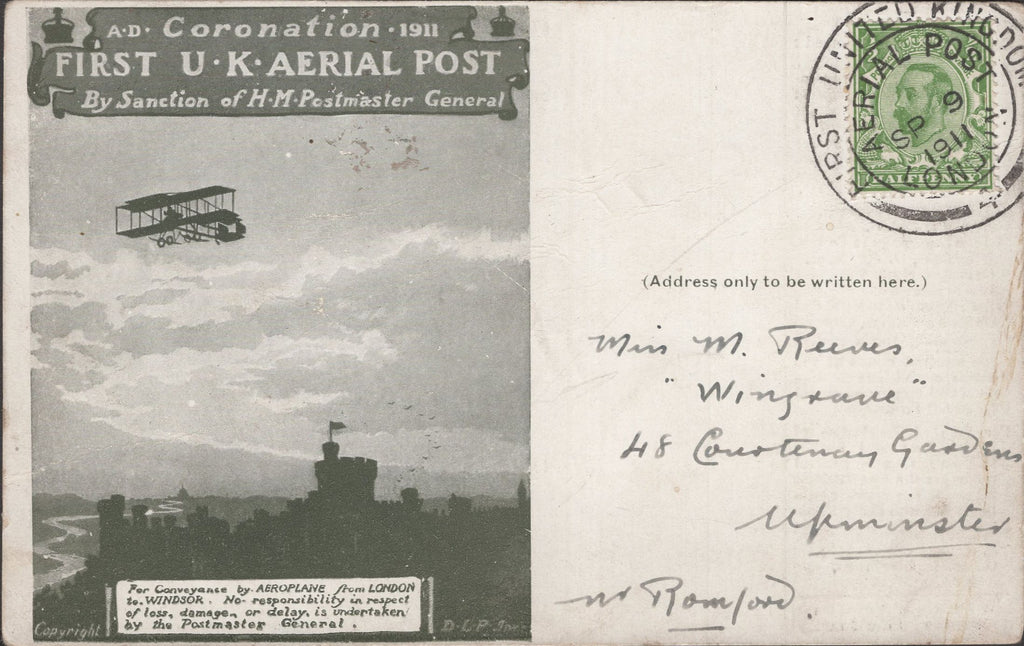 A·D· Coronation · 1911
FIRST U·K·AERIAL POST
By Sanction of H·M·Postmaster General
For Conveyance by AEROPLANE from LONDON
to WINDSOR. No responsibility in respect
of loss, damage, or delay, is undertaken
by the Postmaster General.
Copyright
FIRST UNITED KINGDOM
AERIAL POST
SP 9
1911
LONDON
4
HALFPENNY
(Address only to be written here.)
Miss M. Reeves,
"Wingrave"
48 Courtenay Gardens
Upminster
nr Romford.